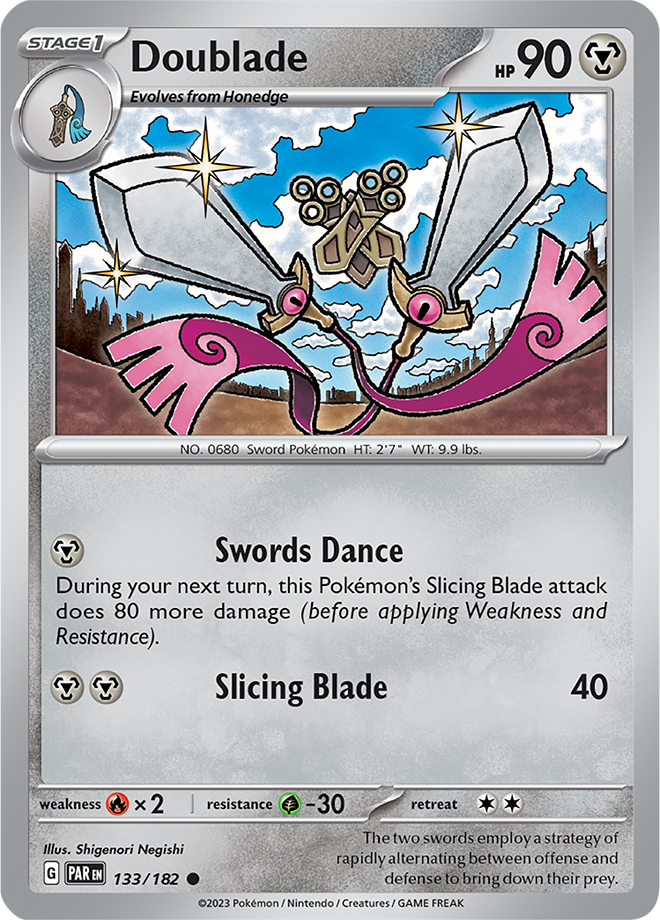 STAGE1
Doublade
HP 90
Evolves from Honedge
NO. 0680 Sword Pokémon HT: 2'7" WT: 9.9 lbs.
Swords Dance
During your next turn, this Pokémon's Slicing Blade attack
does 80 more damage (before applying Weakness and
Resistance).
Slicing Blade 40
weakness ×2 resistance -30 retreat
Illus. Shigenori Negishi
The two swords employ a strategy of
rapidly alternating between offense and
defense to bring down their prey.
G PAR EN 133/182
©2023 Pokémon / Nintendo / Creatures / GAME FREAK